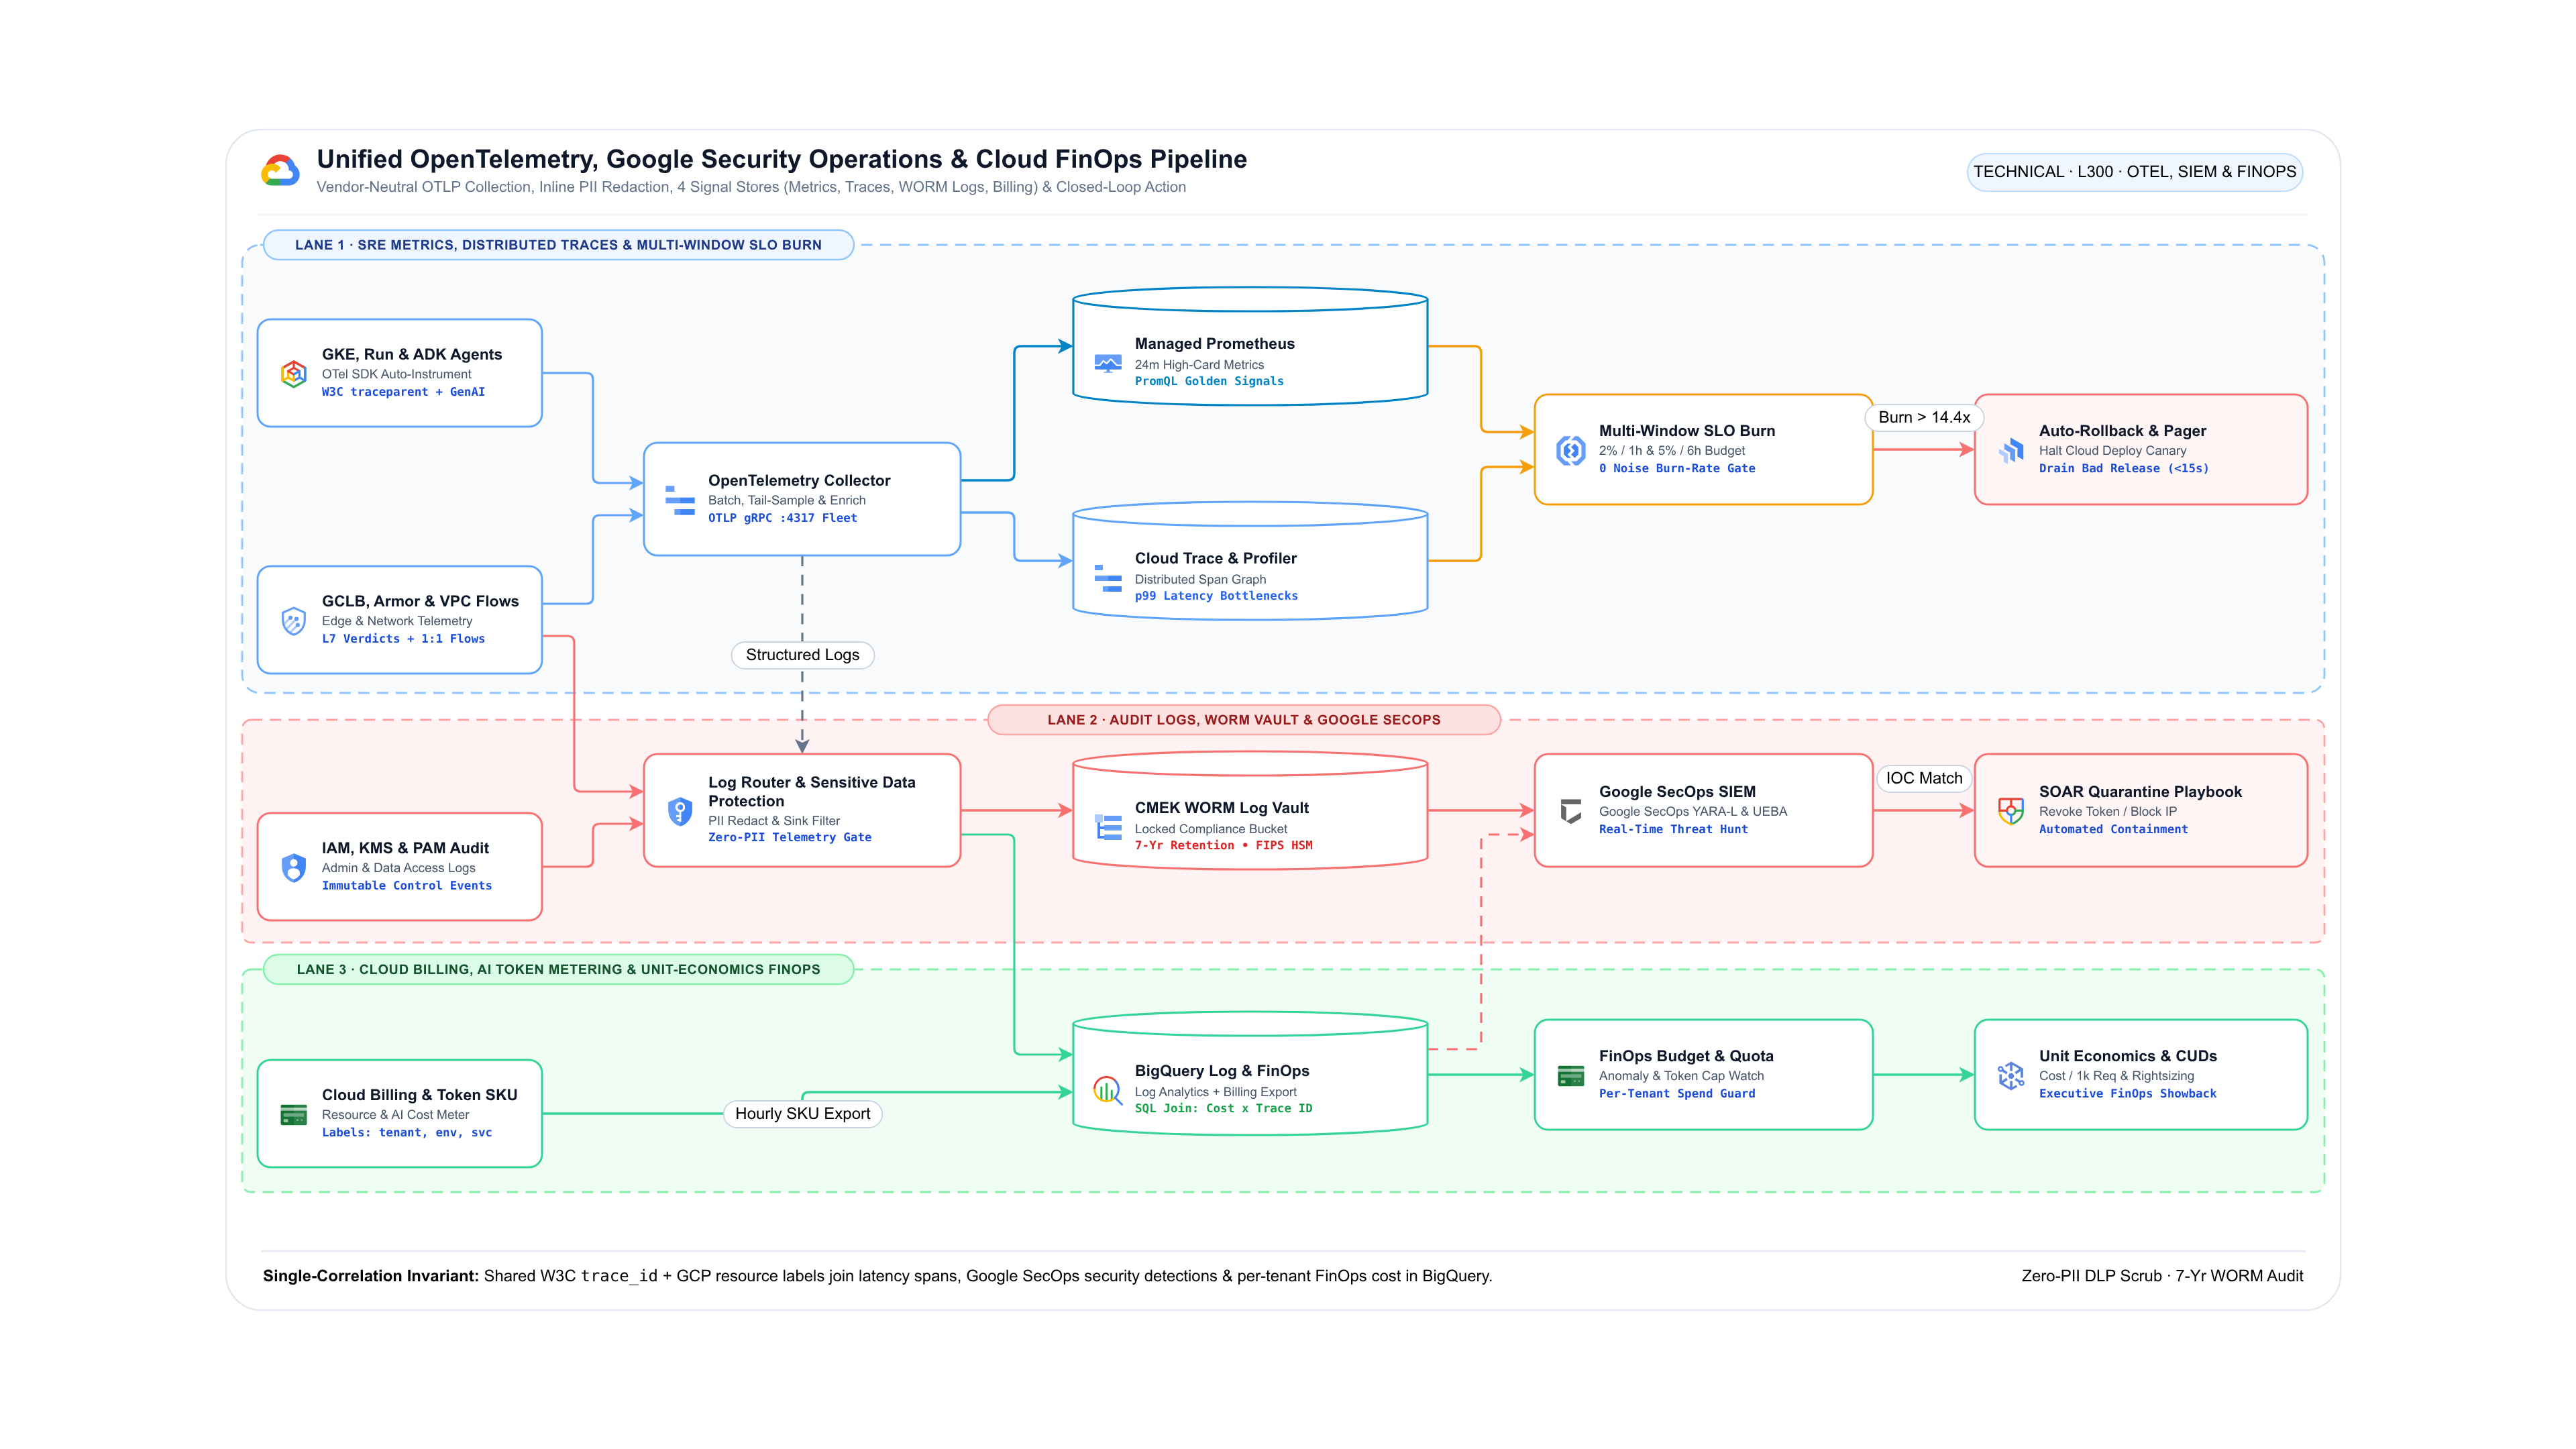 Unified OpenTelemetry, Google Security Operations & Cloud FinOps Pipeline
Vendor-Neutral OTLP Collection, Inline PII Redaction, 4 Signal Stores (Metrics, Traces, WORM Logs, Billing) & Closed-Loop Action
TECHNICAL · L300 · OTEL, SIEM & FINOPS
LANE 1 · SRE METRICS, DISTRIBUTED TRACES & MULTI-WINDOW SLO BURN
GKE, Run & ADK Agents
OTel SDK Auto-Instrument
W3C traceparent + GenAI
GCLB, Armor & VPC Flows
Edge & Network Telemetry
L7 Verdicts + 1:1 Flows
OpenTelemetry Collector
Batch, Tail-Sample & Enrich
OTLP gRPC :4317 Fleet
Structured Logs
Managed Prometheus
24m High-Card Metrics
PromQL Golden Signals
Cloud Trace & Profiler
Distributed Span Graph
p99 Latency Bottlenecks
Multi-Window SLO Burn
2% / 1h & 5% / 6h Budget
0 Noise Burn-Rate Gate
Burn > 14.4x
Auto-Rollback & Pager
Halt Cloud Deploy Canary
Drain Bad Release (<15s)
LANE 2 · AUDIT LOGS, WORM VAULT & GOOGLE SECOPS
IAM, KMS & PAM Audit
Admin & Data Access Logs
Immutable Control Events
Log Router & Sensitive Data
Protection
PII Redact & Sink Filter
Zero-PII Telemetry Gate
CMEK WORM Log Vault
Locked Compliance Bucket
7-Yr Retention • FIPS HSM
Google SecOps SIEM
Google SecOps YARA-L & UEBA
Real-Time Threat Hunt
IOC Match
SOAR Quarantine Playbook
Revoke Token / Block IP
Automated Containment
LANE 3 · CLOUD BILLING, AI TOKEN METERING & UNIT-ECONOMICS FINOPS
Cloud Billing & Token SKU
Resource & AI Cost Meter
Labels: tenant, env, svc
Hourly SKU Export
BigQuery Log & FinOps
Log Analytics + Billing Export
SQL Join: Cost x Trace ID
FinOps Budget & Quota
Anomaly & Token Cap Watch
Per-Tenant Spend Guard
Unit Economics & CUDs
Cost / 1k Req & Rightsizing
Executive FinOps Showback
Single-Correlation Invariant: Shared W3C trace_id + GCP resource labels join latency spans, Google SecOps security detections & per-tenant FinOps cost in BigQuery.
Zero-PII DLP Scrub · 7-Yr WORM Audit